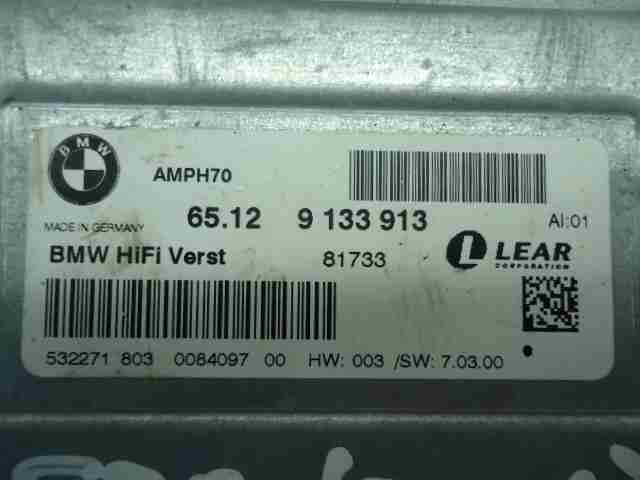 BMW
AMPH70
65.12 9 133 913 AI:01
MADE IN GERMANY
BMW HiFi Verst 81733 LEAR
CORPORATION
532271 803 0084097 00 HW: 003 /SW: 7.03.00